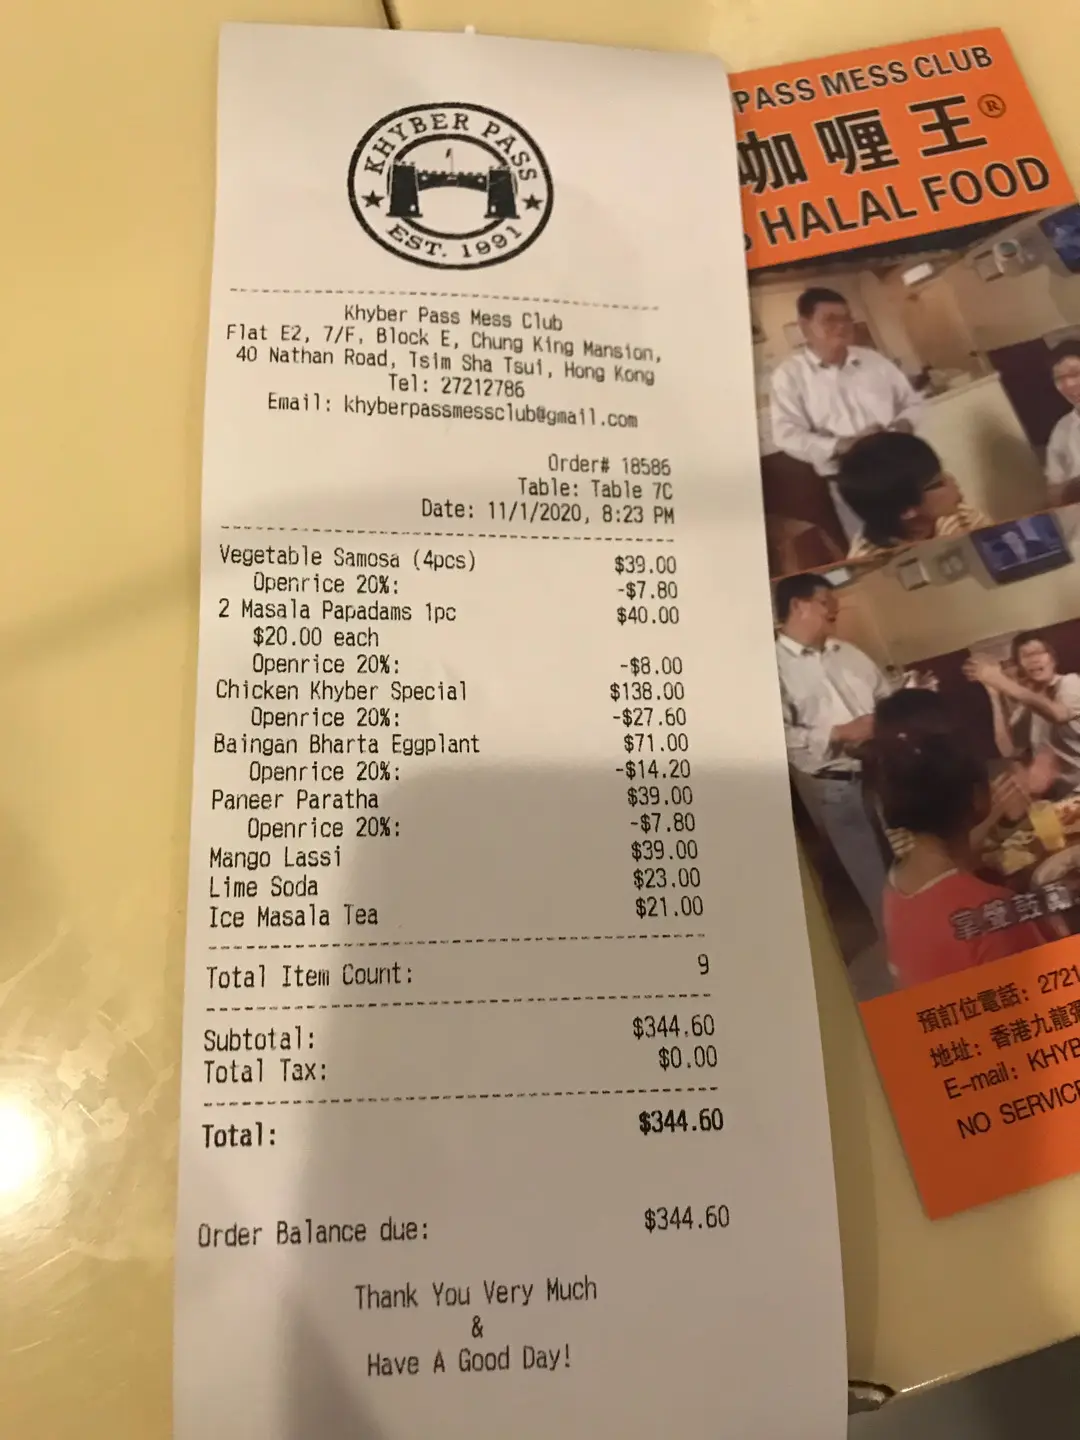 KHYBER PASS
EST. 1991
Khyber Pass Mess Club
Flat E2, 7/F, Block E, Chung King Mansion,
40 Nathan Road, Tsim Sha Tsui, Hong Kong
Tel: 27212786
Email: khyberpassmessclub@gmail.com
Order# 18586
Table: Table 7C
Date: 11/1/2020, 8:23 PM
Vegetable Samosa (4pcs) $39.00
Openrice 20%: -$7.80
2 Masala Papadams 1pc $40.00
$20.00 each
Openrice 20%: -$8.00
Chicken Khyber Special $138.00
Openrice 20%: -$27.60
Baingan Bharta Eggplant $71.00
Openrice 20%: -$14.20
Paneer Paratha $39.00
Openrice 20%: -$7.80
Mango Lassi $39.00
Lime Soda $23.00
Ice Masala Tea $21.00
Total Item Count: 9
Subtotal: $344.60
Total Tax: $0.00
Total: $344.60
Order Balance due: $344.60
Thank You Very Much
&
Have A Good Day!
PASS MESS CLUB
咖喱王®
HALAL FOOD
掌聲鼓勵
預訂位電話: 2721
地址: 香港九龍彌
E-mail: KHYB
NO SERVICE